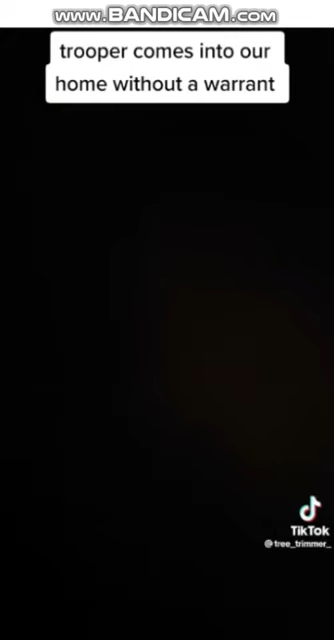 www.BANDICAM.com
trooper comes into our
home without a warrant
TikTok
@tree_trimmer_